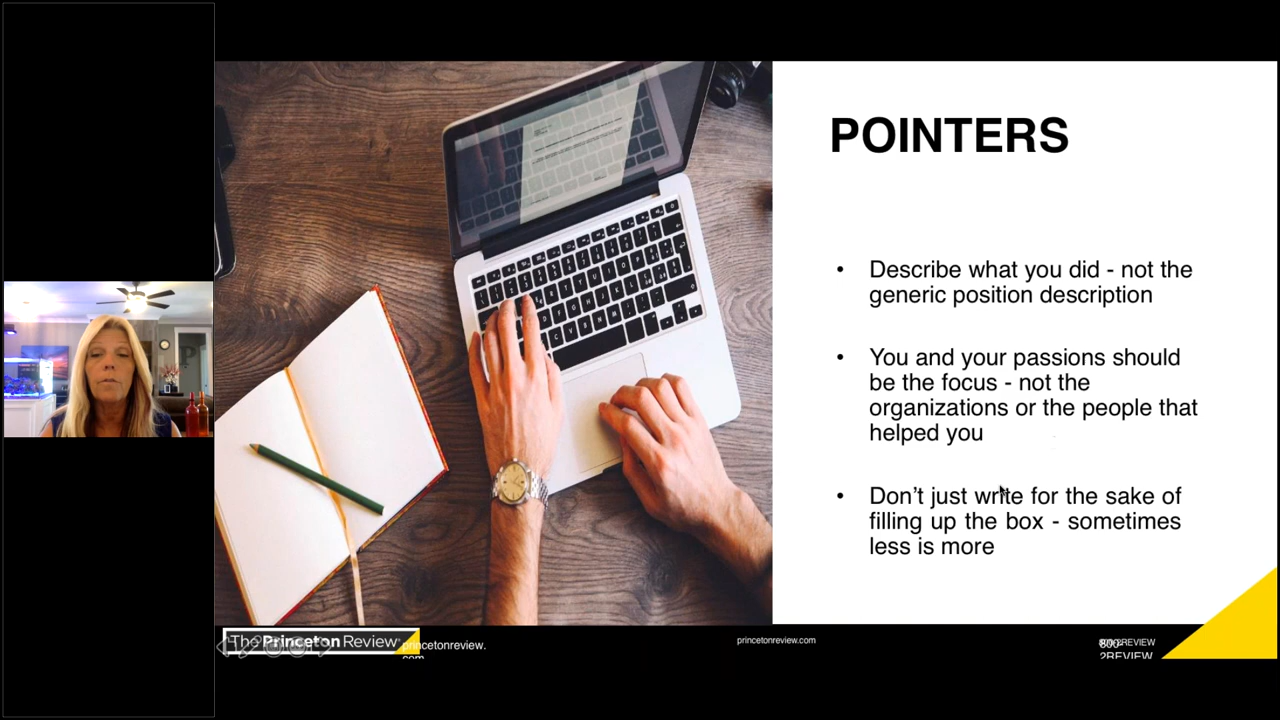 POINTERS
• Describe what you did - not the
generic position description
• You and your passions should
be the focus - not the
organizations or the people that
helped you
• Don’t just write for the sake of
filling up the box - sometimes
less is more
The Princeton Review
princetonreview.
com
princetonreview.com
800-
2REVIEW